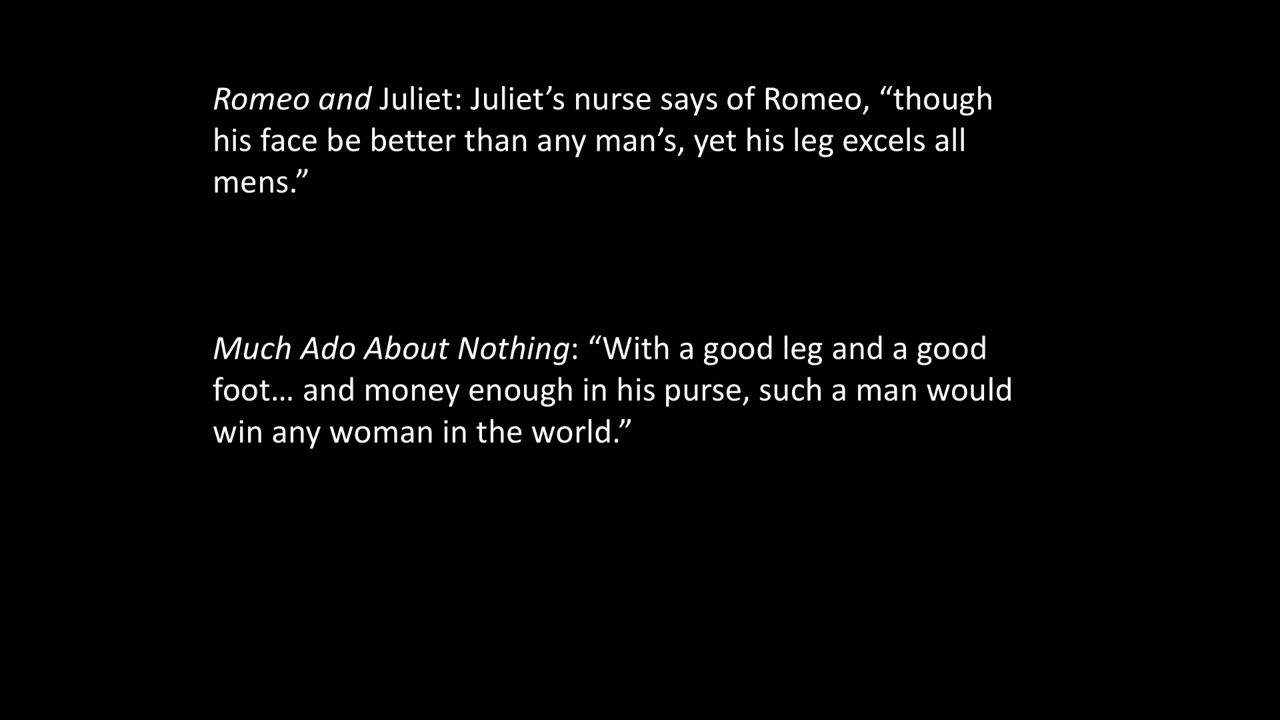 Romeo and Juliet: Juliet’s nurse says of Romeo, “though
his face be better than any man’s, yet his leg excels all
mens.”
Much Ado About Nothing: “With a good leg and a good
foot… and money enough in his purse, such a man would
win any woman in the world.”